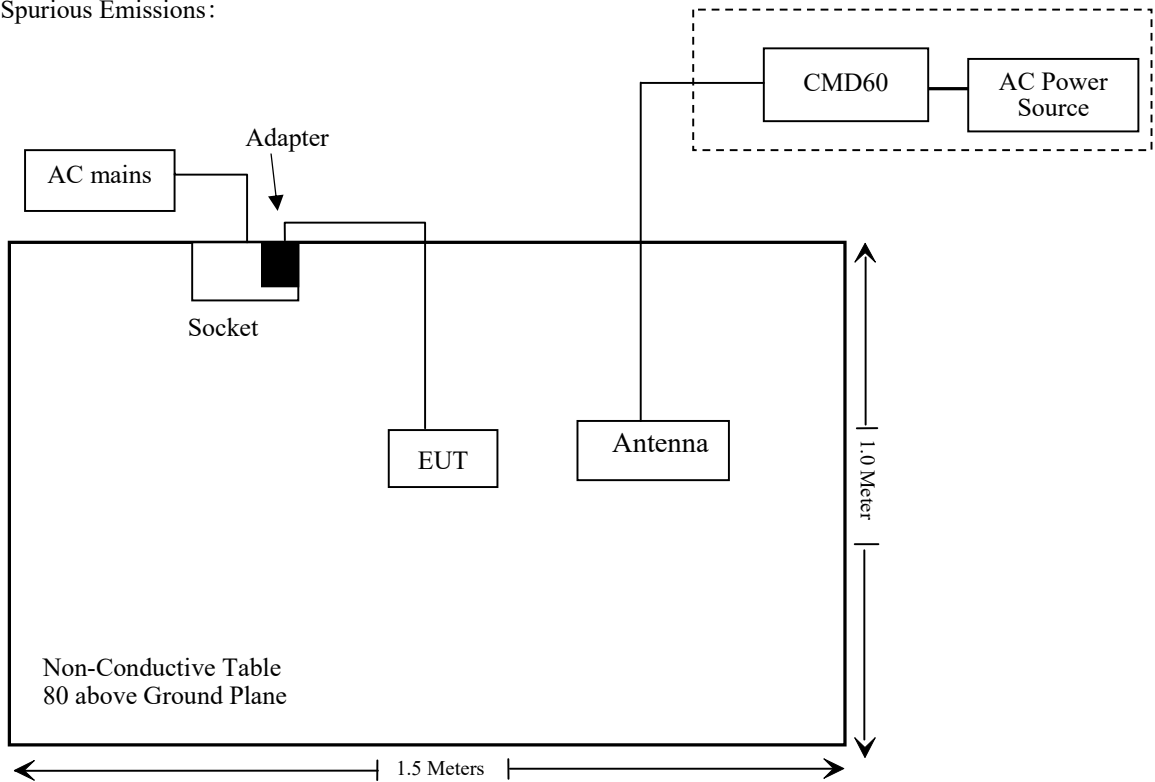 Spurious Emissions:
CMD60
AC Power
Source
Adapter
AC mains
Socket
EUT
Antenna
1.0 Meter
Non-Conductive Table
80 above Ground Plane
1.5 Meters